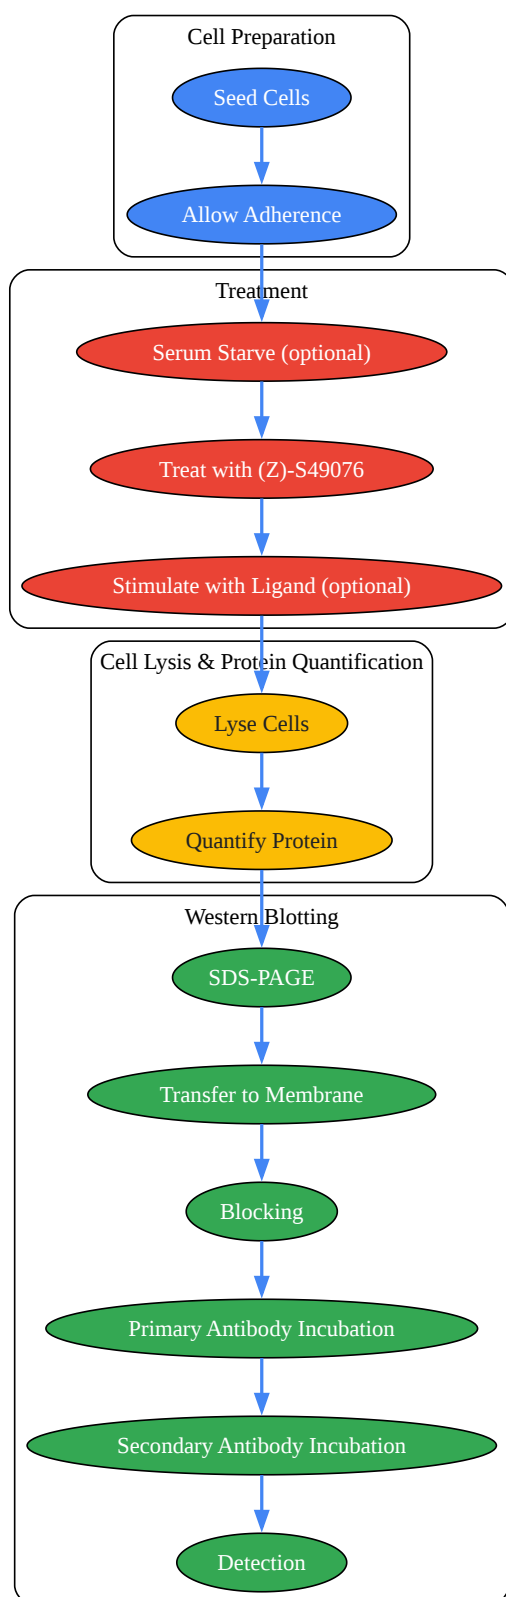 Cell Preparation
Seed Cells
Allow Adherence
Treatment
Serum Starve (optional)
Treat with (Z)-S49076
Stimulate with Ligand (optional)
Cell Lysis & Protein Quantification
Lyse Cells
Quantify Protein
Western Blotting
SDS-PAGE
Transfer to Membrane
Blocking
Primary Antibody Incubation
Secondary Antibody Incubation
Detection